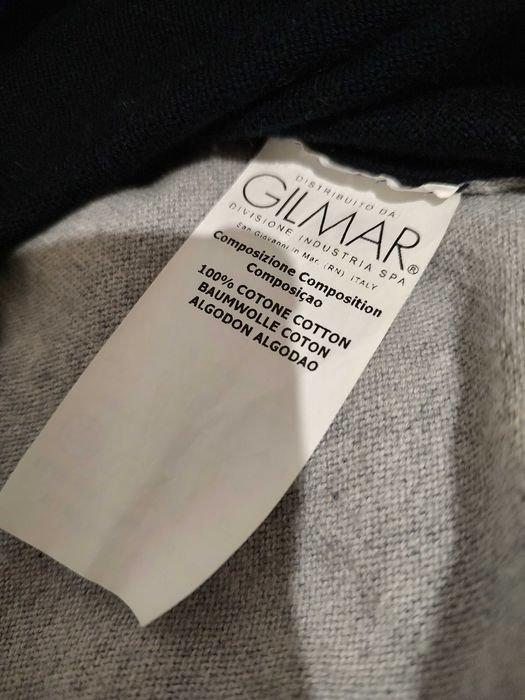 DISTRIBUITO DA
GILMAR®
DIVISIONE INDUSTRIA SPA
San Giovanni in Mar. (RN) ITALY
Composizione Composition
Composiçao
100% COTONE COTTON
BAUMWOLLE COTON
ALGODON ALGODAO